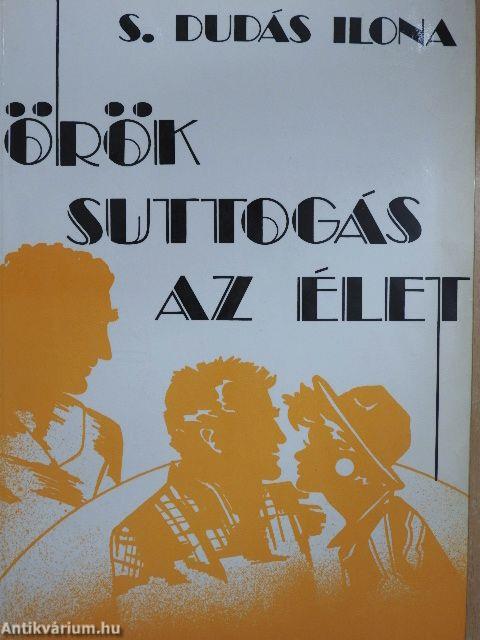 S. DUDÁS ILONA
ÖRÖK
SUTTOGÁS
AZ ÉLET
Antikvárium.hu